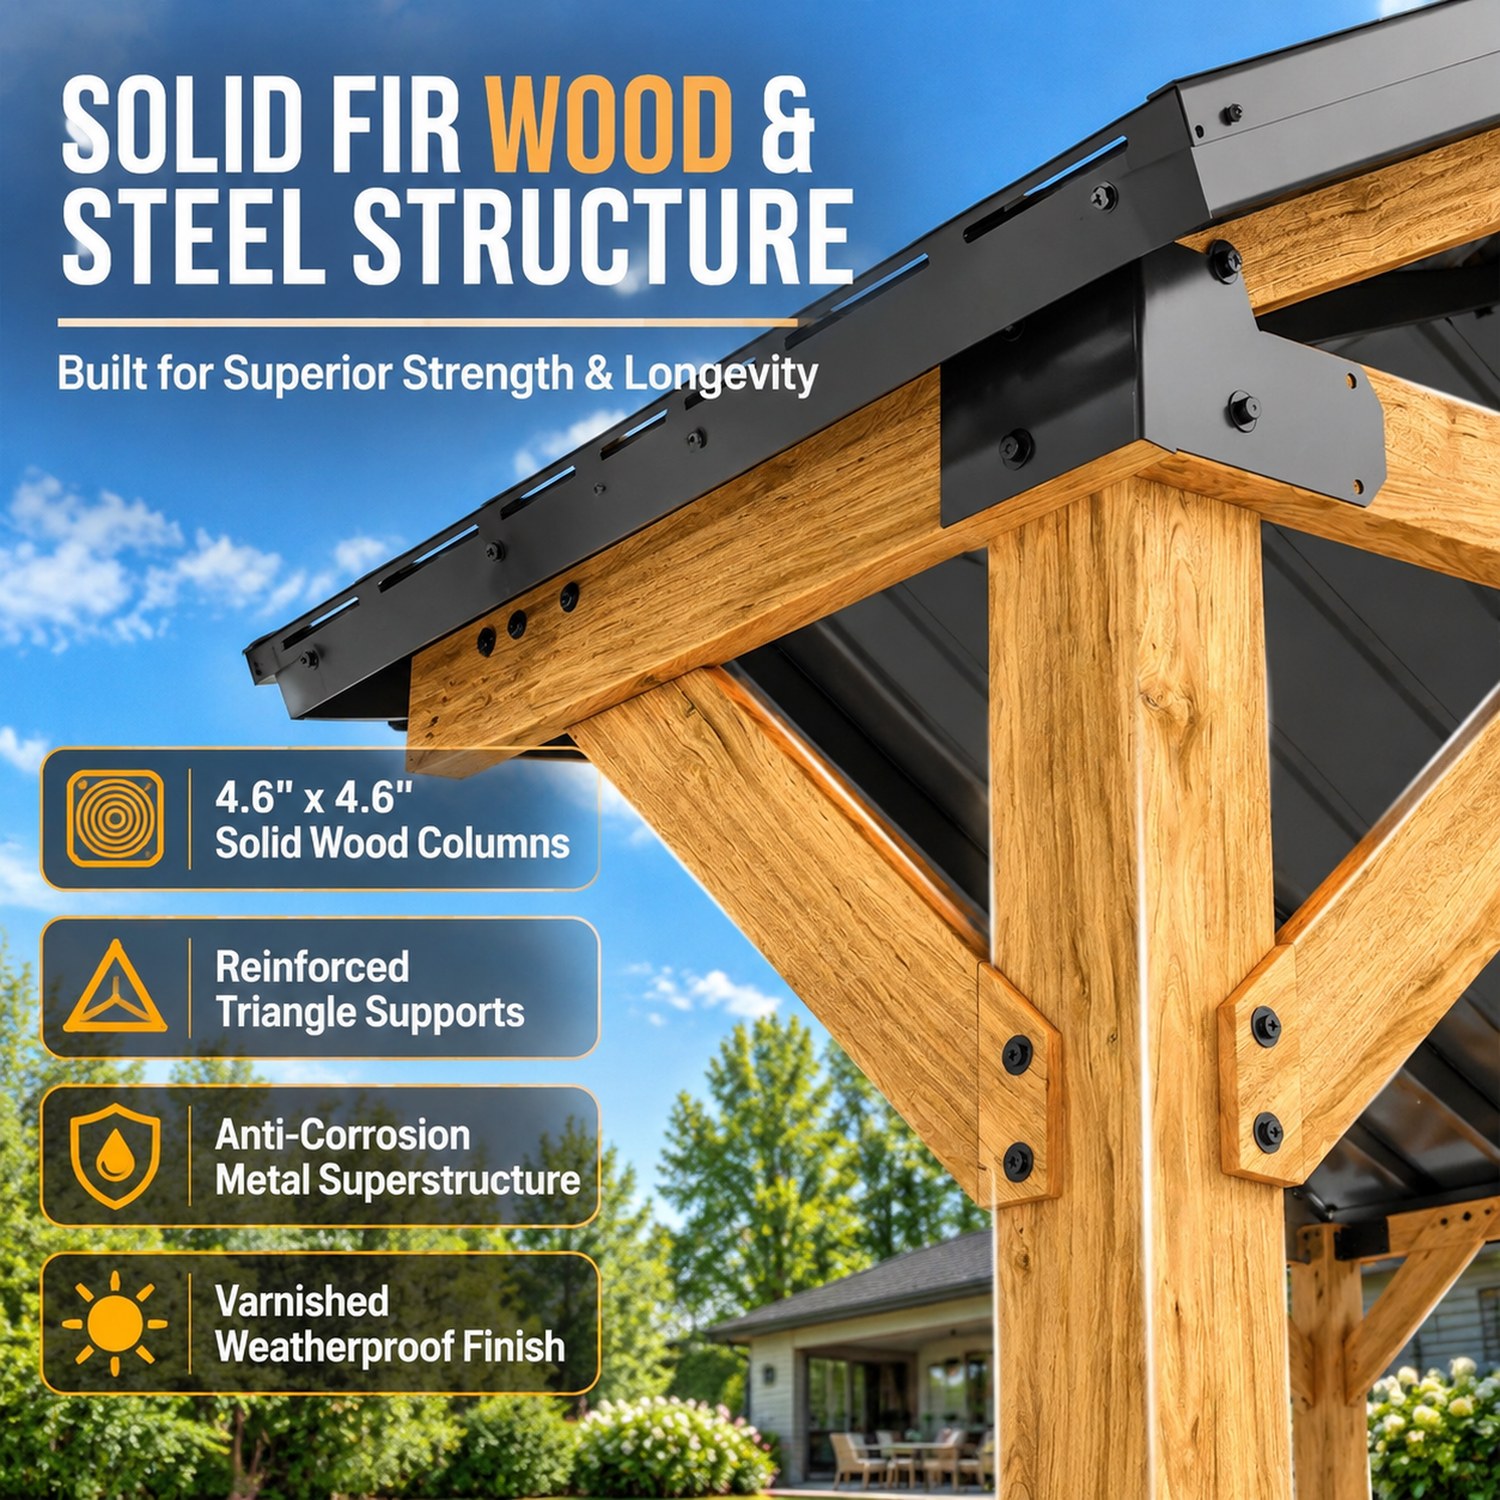 SOLID FIR WOOD &
STEEL STRUCTURE
Built for Superior Strength & Longevity
4.6" x 4.6"
Solid Wood Columns
Reinforced
Triangle Supports
Anti-Corrosion
Metal Superstructure
Varnished
Weatherproof Finish